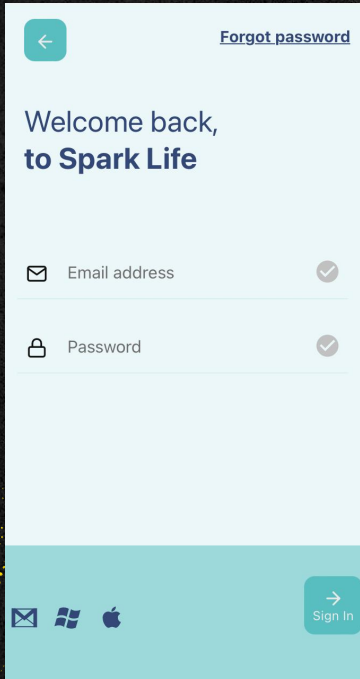 Forgot password
Welcome back,
to Spark Life
Email address
Password
Sign In